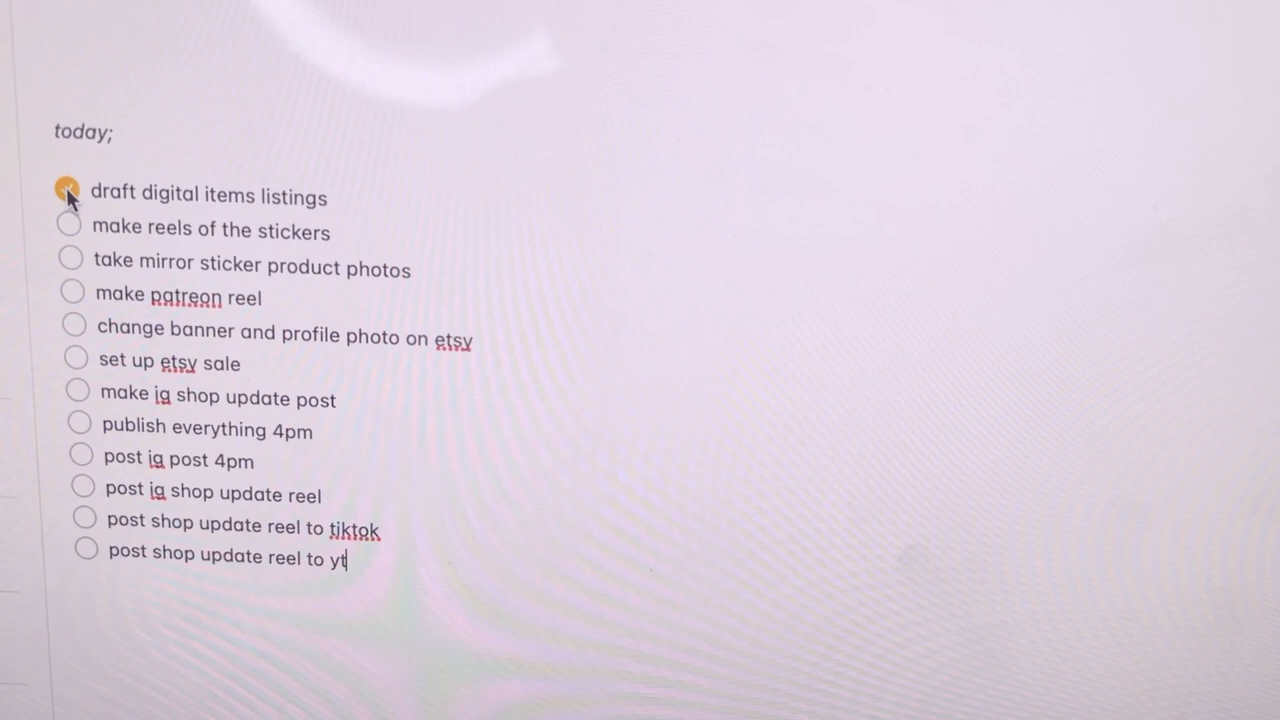 today;
draft digital items listings
make reels of the stickers
take mirror sticker product photos
make patreon reel
change banner and profile photo on etsy
set up etsy sale
make ig shop update post
publish everything 4pm
post ig post 4pm
post ig shop update reel
post shop update reel to tiktok
post shop update reel to yt